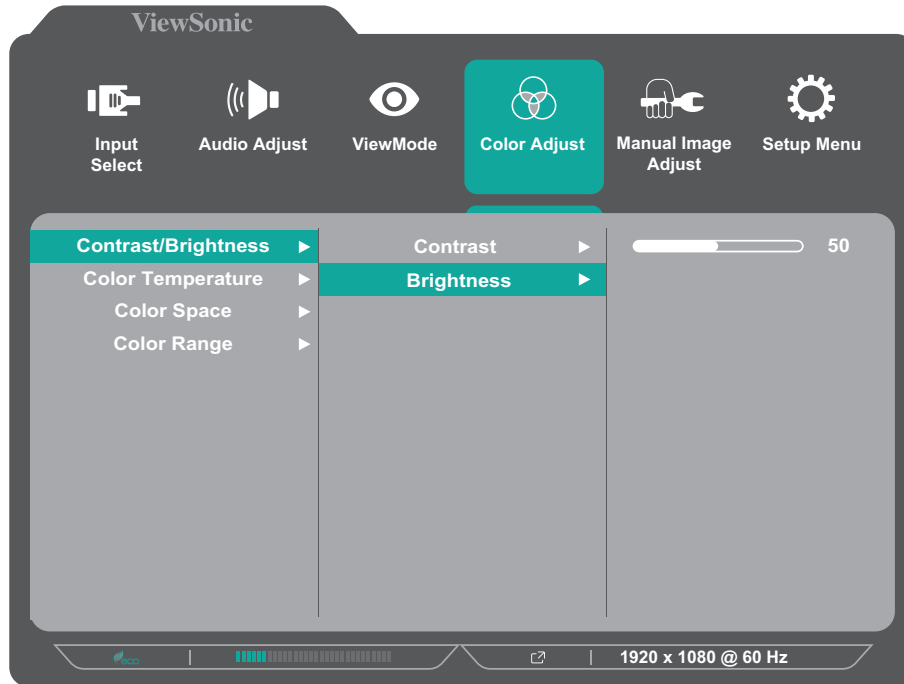 ViewSonic
Input
Select
Audio Adjust
ViewMode
Color Adjust
Manual Image
Adjust
Setup Menu
Contrast/Brightness
Color Temperature
Color Space
Color Range
Contrast
Brightness
50
eco
1920 x 1080 @ 60 Hz